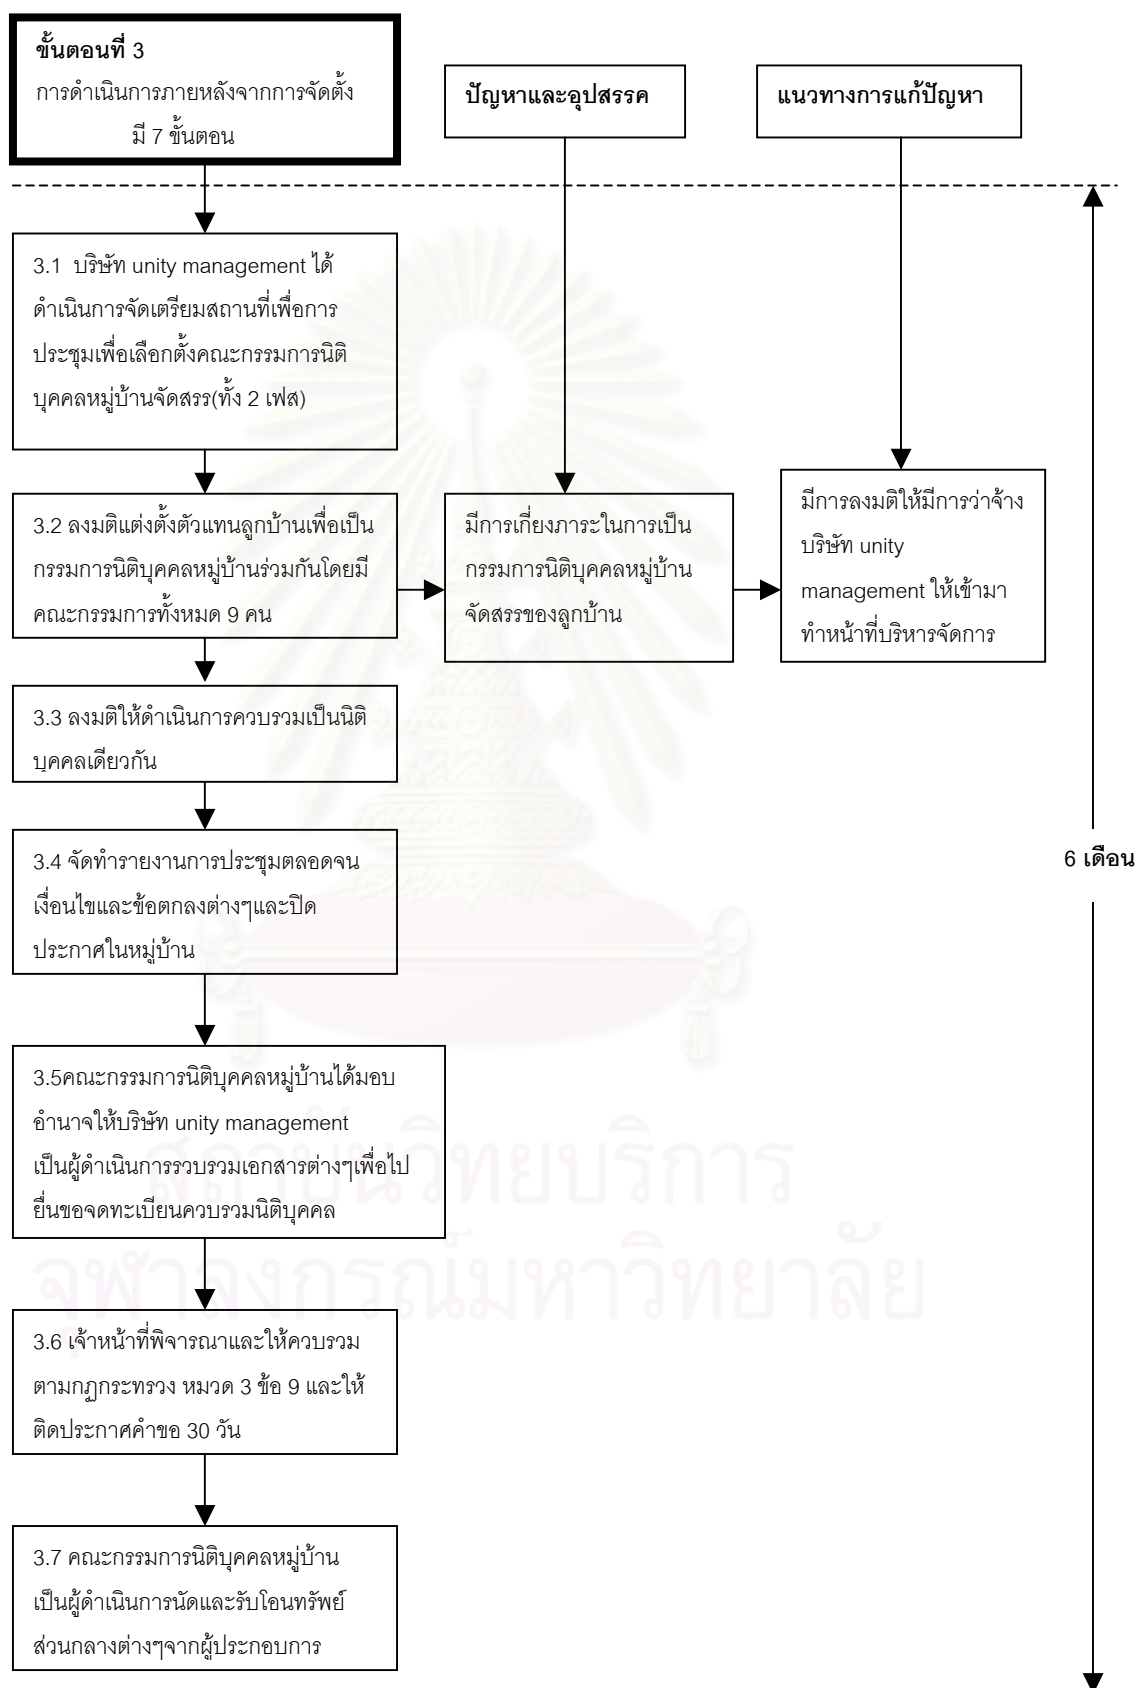 ขั้นตอนที่ 3
การดำเนินการภายหลังจากการจัดตั้ง
มี 7 ขั้นตอน
ปัญหาและอุปสรรค
แนวทางการแก้ปัญหา
3.1 บริษัท unity management ได้
ดำเนินการจัดเตรียมสถานที่เพื่อการ
ประชุมเพื่อเลือกตั้งคณะกรรมการนิติ
บุคคลหมู่บ้านจัดสรร(ทั้ง 2 เฟส)
3.2 ลงมติแต่งตั้งตัวแทนลูกบ้านเพื่อเป็น
กรรมการนิติบุคคลหมู่บ้านร่วมกันโดยมี
คณะกรรมการทั้งหมด 9 คน
มีการเกี่ยงภาระในการเป็น
กรรมการนิติบุคคลหมู่บ้าน
จัดสรรของลูกบ้าน
มีการลงมติให้มีการว่าจ้าง
บริษัท unity
management ให้เข้ามา
ทำหน้าที่บริหารจัดการ
3.3 ลงมติให้ดำเนินการควบรวมเป็นนิติ
บุคคลเดียวกัน
3.4 จัดทำรายงานการประชุมตลอดจน
เงื่อนไขและข้อตกลงต่างๆและปิด
ประกาศในหมู่บ้าน
6 เดือน
3.5คณะกรรมการนิติบุคคลหมู่บ้านได้มอบ
อำนาจให้บริษัท unity management
เป็นผู้ดำเนินการรวบรวมเอกสารต่างๆเพื่อไป
ยื่นขอจดทะเบียนควบรวมนิติบุคคล
สถาบันวิทยบริการ
จุฬาลงกรณ์มหาวิทยาลัย
3.6 เจ้าหน้าที่พิจารณาและให้ควบรวม
ตามกฏกระทรวง หมวด 3 ข้อ 9 และให้
ติดประกาศคำขอ 30 วัน
3.7 คณะกรรมการนิติบุคคลหมู่บ้าน
เป็นผู้ดำเนินการนัดและรับโอนทรัพย์
ส่วนกลางต่างๆจากผู้ประกอบการ